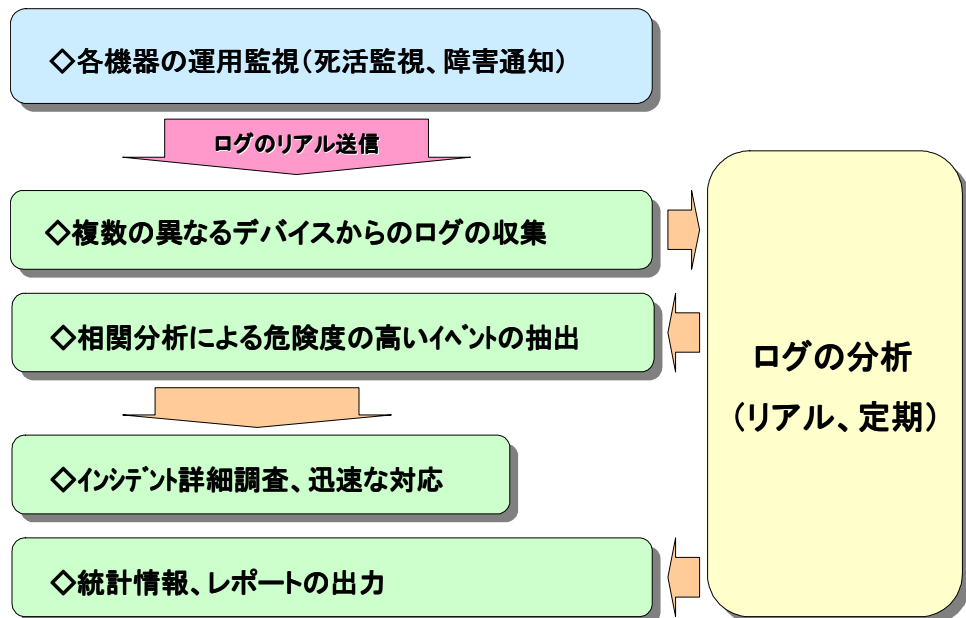 ◇各機器の運用監視（死活監視、障害通知）
ログのリアル送信
◇複数の異なるデバイスからのログの収集
◇相関分析による危険度の高いｲﾍﾞﾝﾄの抽出
ログの分析
（リアル、定期）
◇ｲﾝｼﾃﾞﾝﾄ詳細調査、迅速な対応
◇統計情報、レポートの出力